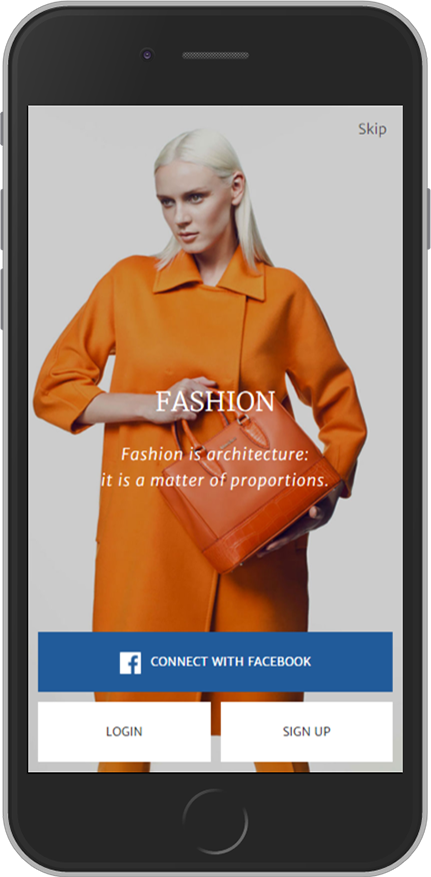 Skip
FASHION
Fashion is architecture:
it is a matter of proportions.
CONNECT WITH FACEBOOK
LOGIN
SIGN UP